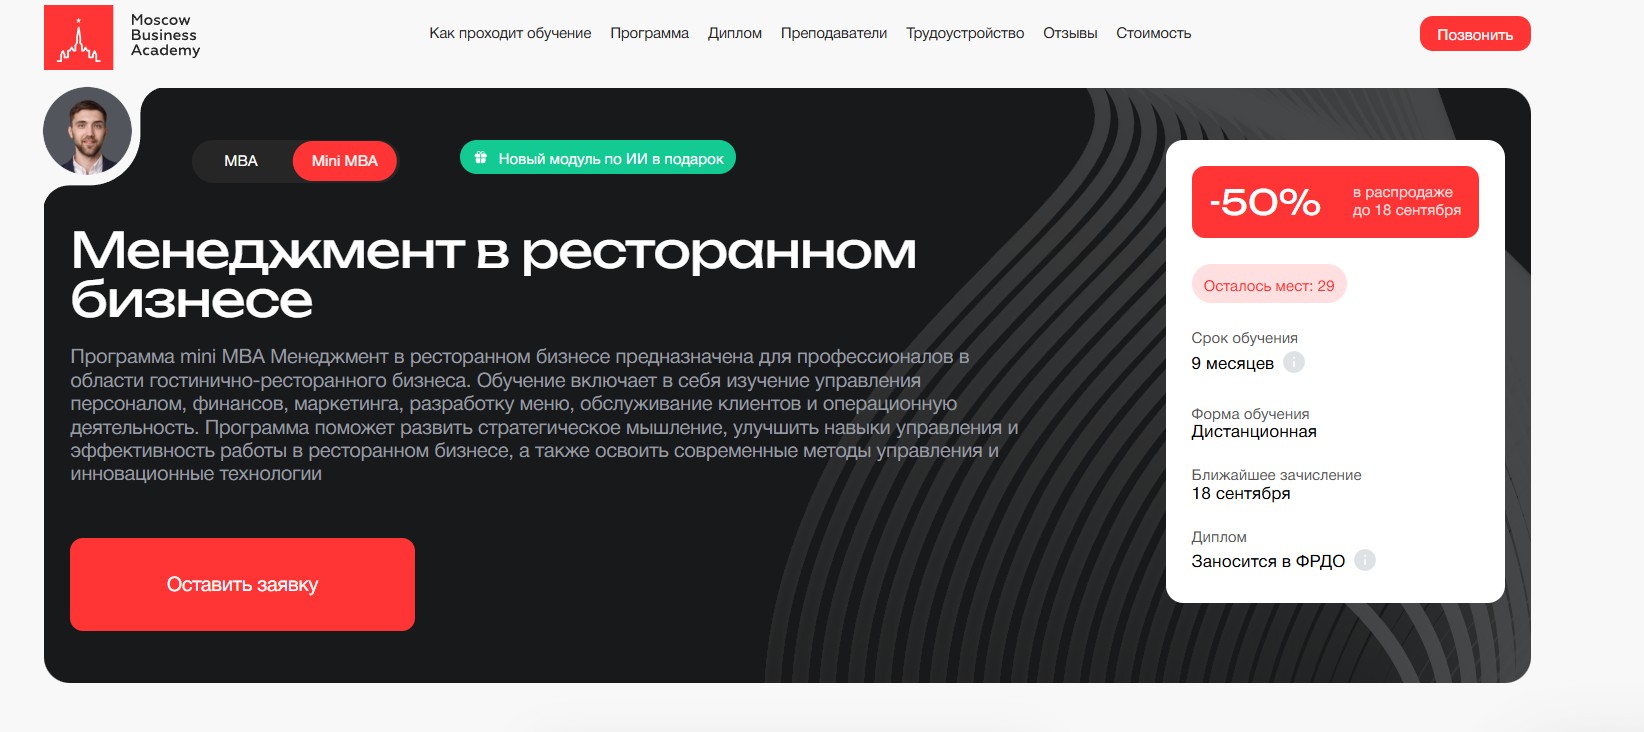 Moscow
Business
Academy
Как проходит обучение Программа Диплом Преподаватели Трудоустройство Отзывы Стоимость
Позвонить
MBA Mini MBA
Новый модуль по ИИ в подарок
Менеджмент в ресторанном
бизнесе
Программа mini MBA Менеджмент в ресторанном бизнесе предназначена для профессионалов в
области гостинично-ресторанного бизнеса. Обучение включает в себя изучение управления
персоналом, финансов, маркетинга, разработку меню, обслуживание клиентов и операционную
деятельность. Программа поможет развить стратегическое мышление, улучшить навыки управления и
эффективность работы в ресторанном бизнесе, а также освоить современные методы управления и
инновационные технологии
Оставить заявку
-50%
в распродаже
до 18 сентября
Осталось мест: 29
Срок обучения
9 месяцев
Форма обучения
Дистанционная
Ближайшее зачисление
18 сентября
Диплом
Заносится в ФРДО